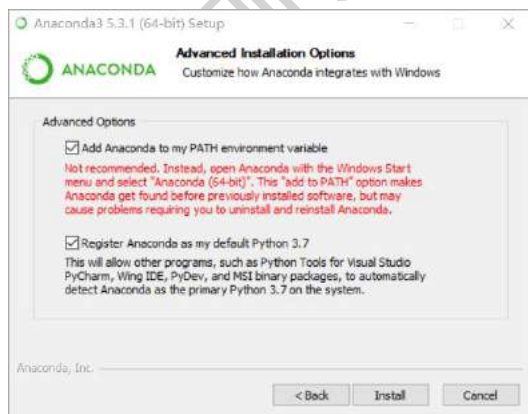 Anaconda3 5.3.1 (64-bit) Setup
Advanced Installation Options
ANACONDA
Customize how Anaconda integrates with Windows
Advanced Options
Add Anaconda to my PATH environment variable
Not recommended. Instead, open Anaconda with the Windows Start
menu and select "Anaconda (64-bit)". This "add to PATH" option makes
Anaconda get found before previously installed software, but may
cause problems requiring you to uninstall and reinstall Anaconda.
Register Anaconda as my default Python 3.7
This will allow other programs, such as Python Tools for Visual Studio
PyCharm, Wing IDE, PyDev, and MSI binary packages, to automatically
detect Anaconda as the primary Python 3.7 on the system.
Anaconda, Inc.
< Back
Install
Cancel